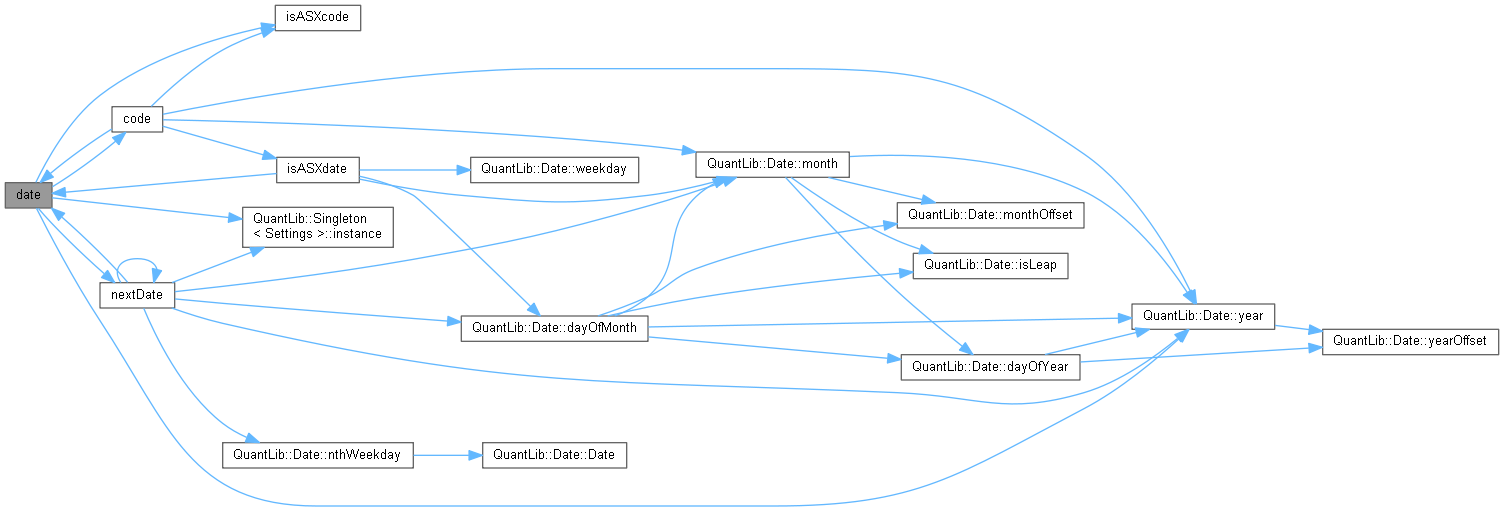 isASXcode
code
isASXdate
QuantLib::Date::weekday
QuantLib::Date::month
date
QuantLib::Singleton
< Settings >::instance
QuantLib::Date::monthOffset
QuantLib::Date::isLeap
nextDate
QuantLib::Date::dayOfMonth
QuantLib::Date::year
QuantLib::Date::yearOffset
QuantLib::Date::dayOfYear
QuantLib::Date::nthWeekday
QuantLib::Date::Date